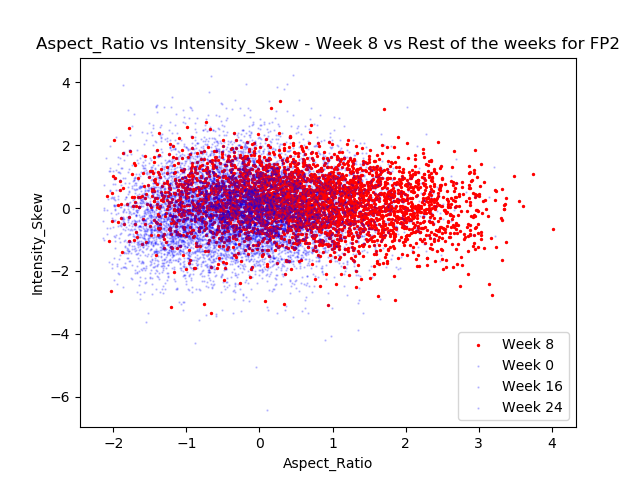 Aspect_Ratio vs Intensity_Skew - Week 8 vs Rest of the weeks for FP2
4
2
0
−2
−4
−6
Intensity_Skew
Week 8
Week 0
Week 16
Week 24
−2 −1 0 1 2 3 4
Aspect_Ratio